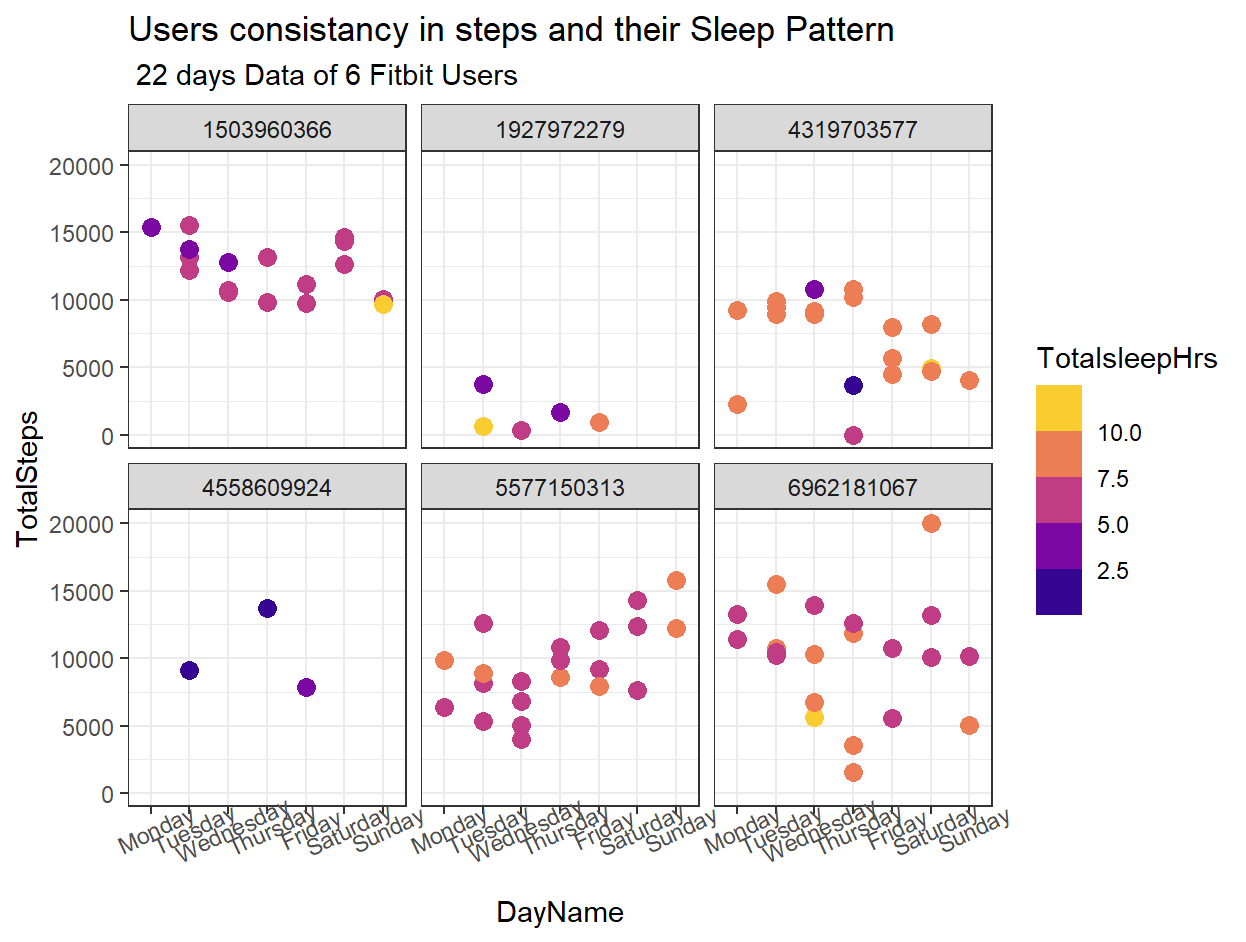 Users consistancy in steps and their Sleep Pattern
22 days Data of 6 Fitbit Users
1503960366
1927972279
4319703577
20000
15000
10000
5000
0
4558609924
5577150313
6962181067
20000
15000
10000
5000
0
TotalSteps
Monday
Tuesday
Wednesday
Thursday
Friday
Saturday
Sunday
Monday
Tuesday
Wednesday
Thursday
Friday
Saturday
Sunday
Monday
Tuesday
Wednesday
Thursday
Friday
Saturday
Sunday
DayName
TotalsleepHrs
10.0
7.5
5.0
2.5